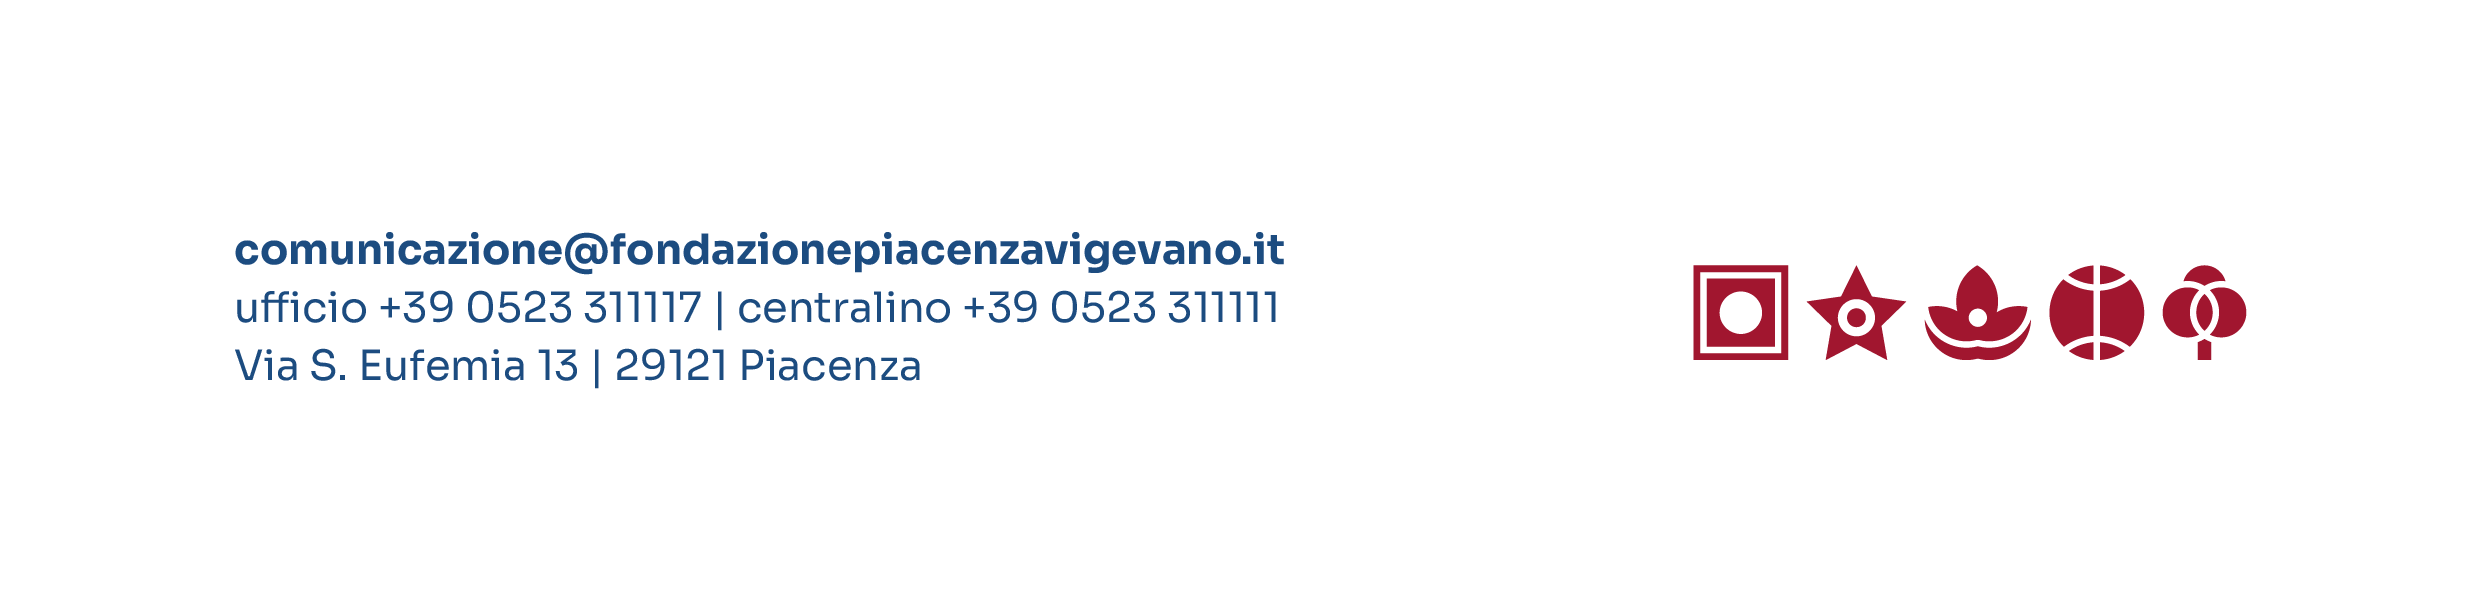 comunicazione@fondazionepiacenzavigevano.it
ufficio +39 0523 311117 | centralino +39 0523 311111
Via S. Eufemia 13 | 29121 Piacenza